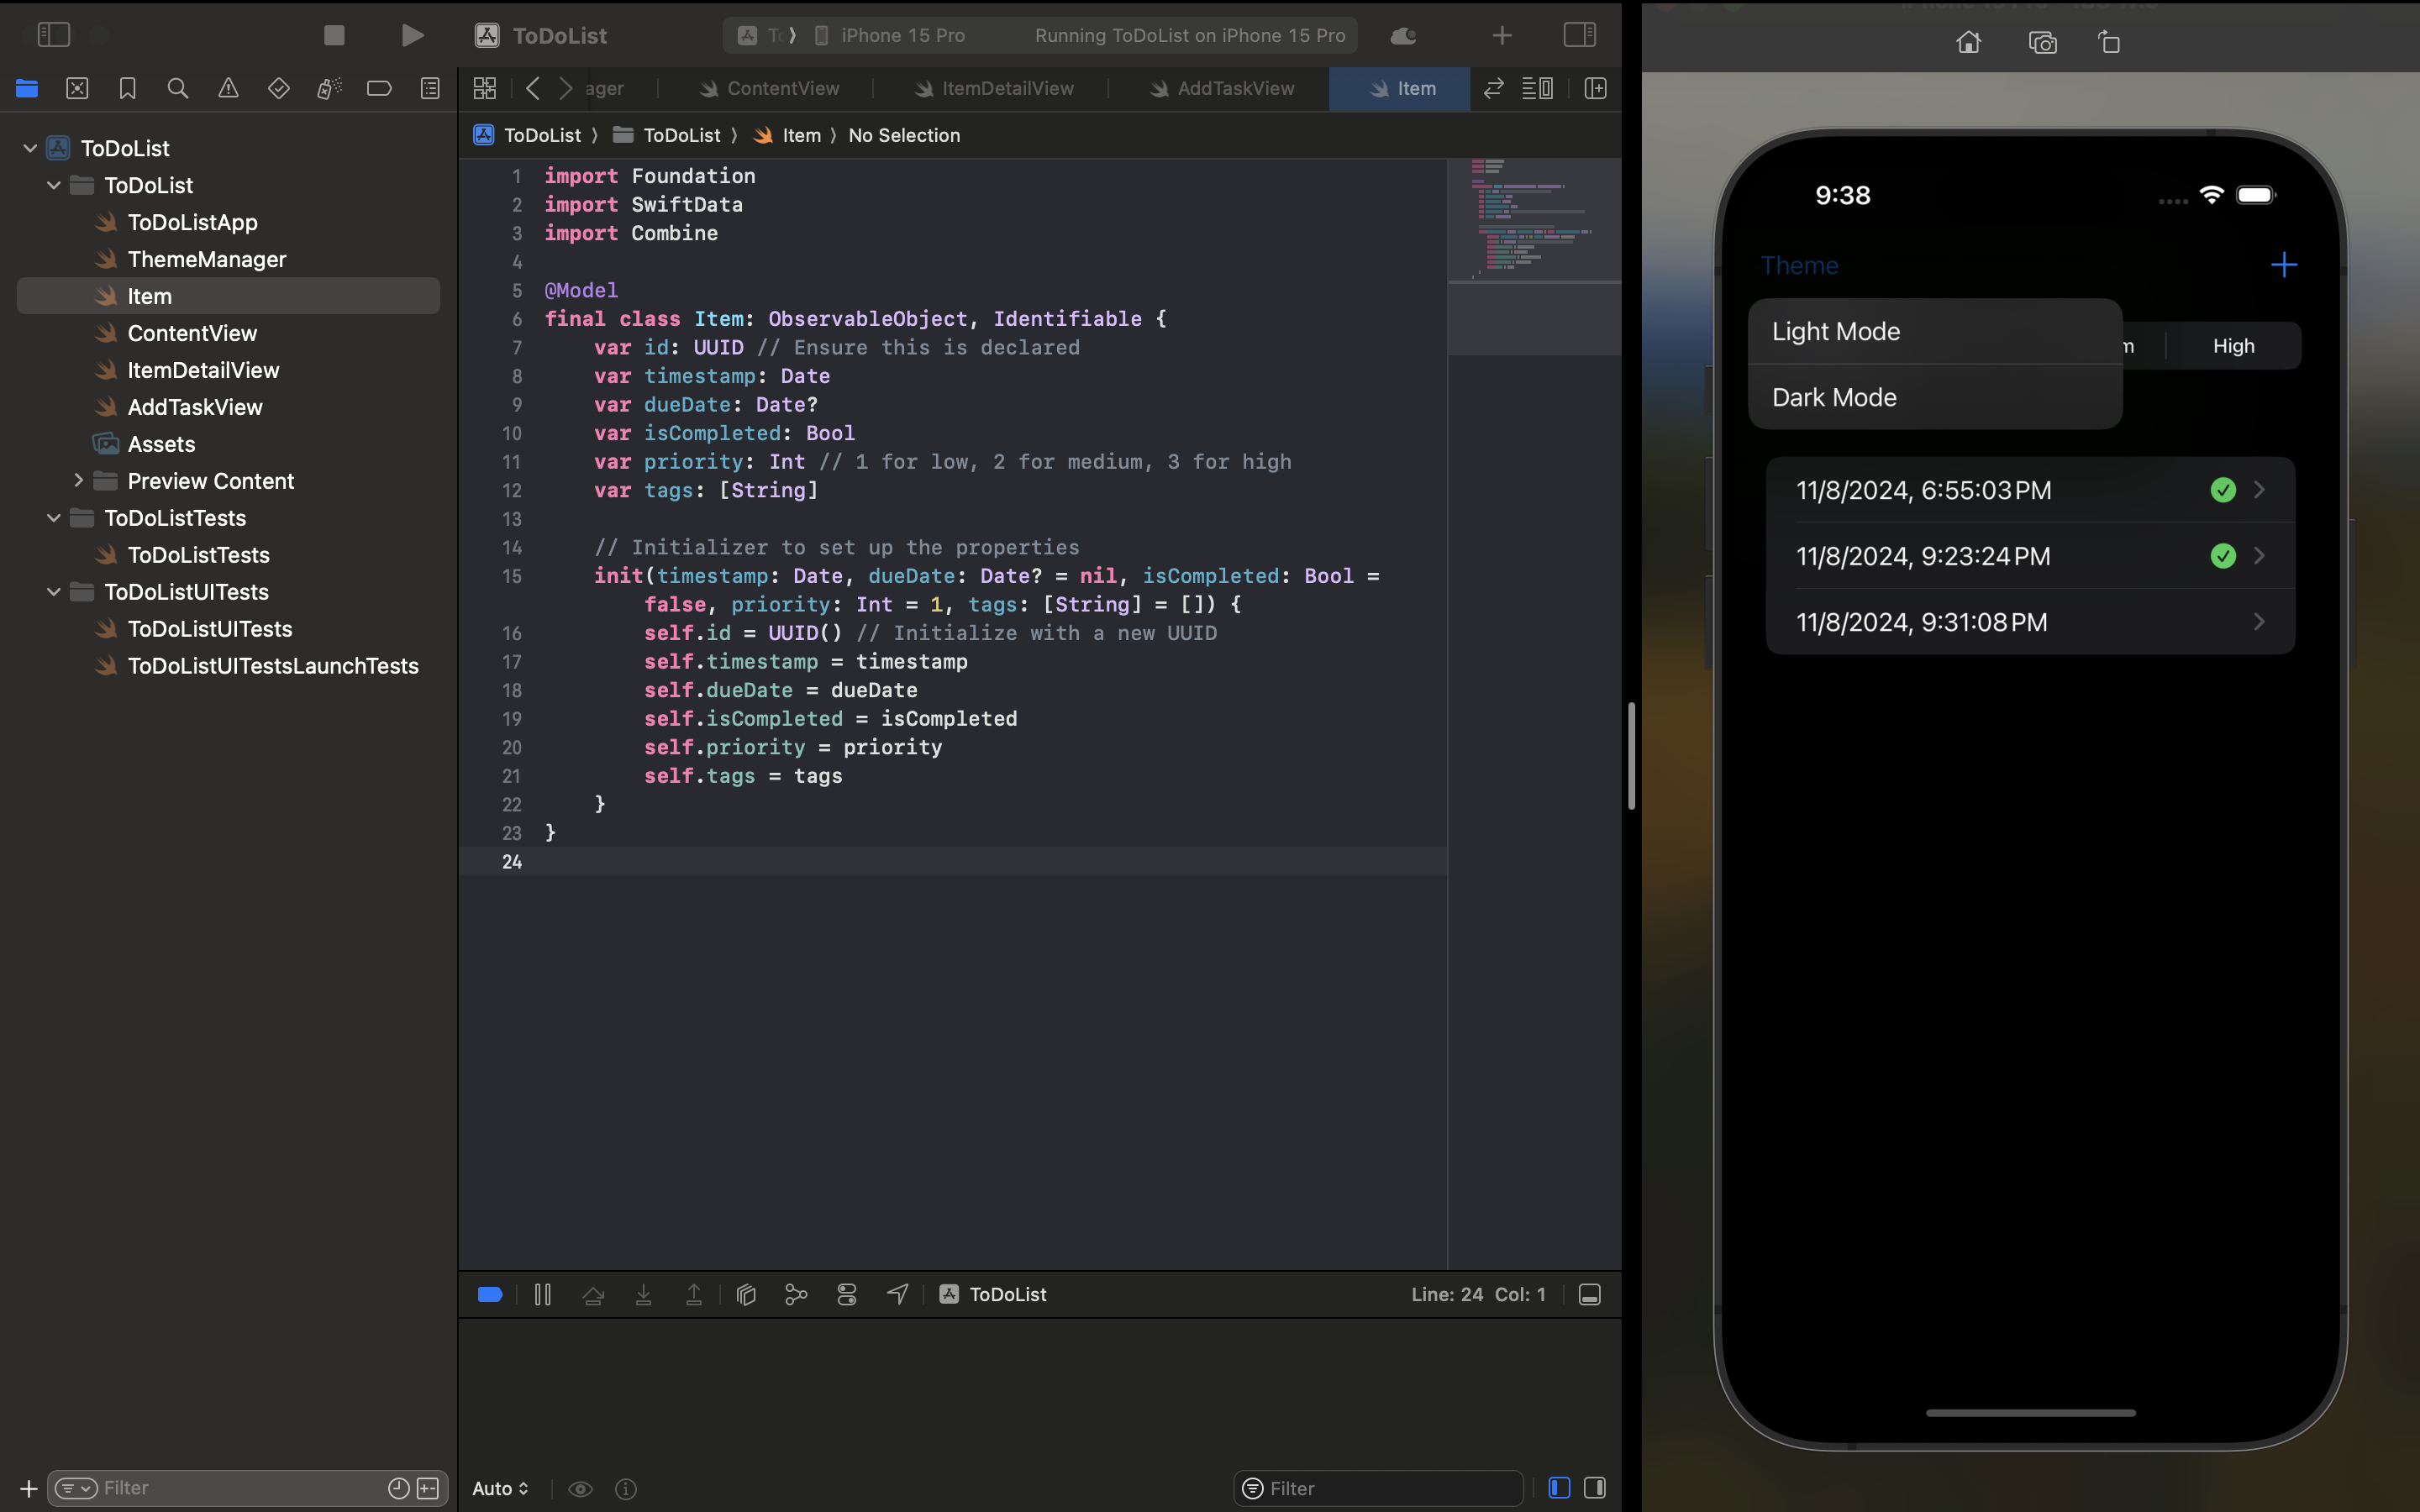 ToDoList
iPhone 15 Pro
Running ToDoList on iPhone 15 Pro
ContentView
ItemDetailView
AddTaskView
Item
ToDoList ⟩ ToDoList ⟩ Item ⟩ No Selection
ToDoList
ToDoList
ToDoListApp
ThemeManager
Item
ContentView
ItemDetailView
AddTaskView
Assets
Preview Content
ToDoListTests
ToDoListTests
ToDoListUITests
ToDoListUITests
ToDoListUITestsLaunchTests
Filter
1 import Foundation
2 import SwiftData
3 import Combine
4
5 @Model
6 final class Item: ObservableObject, Identifiable {
7 var id: UUID // Ensure this is declared
8 var timestamp: Date
9 var dueDate: Date?
10 var isCompleted: Bool
11 var priority: Int // 1 for low, 2 for medium, 3 for high
12 var tags: [String]
13
14 // Initializer to set up the properties
15 init(timestamp: Date, dueDate: Date? = nil, isCompleted: Bool =
false, priority: Int = 1, tags: [String] = []) {
16 self.id = UUID() // Initialize with a new UUID
17 self.timestamp = timestamp
18 self.dueDate = dueDate
19 self.isCompleted = isCompleted
20 self.priority = priority
21 self.tags = tags
22 }
23 }
24
ToDoList
Line: 24 Col: 1
Auto
Filter
9:38
Theme
Light Mode
Dark Mode
High
11/8/2024, 6:55:03 PM
11/8/2024, 9:23:24 PM
11/8/2024, 9:31:08 PM